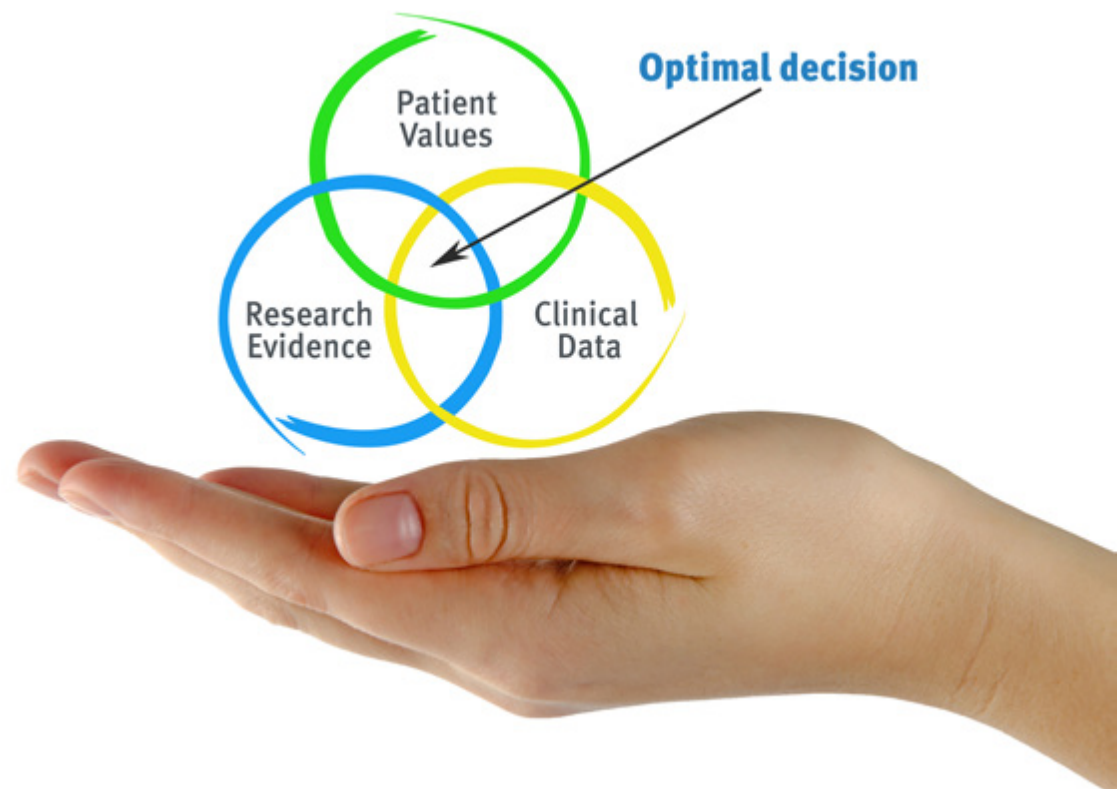 Optimal decision
Patient
Values
Research
Evidence
Clinical
Data